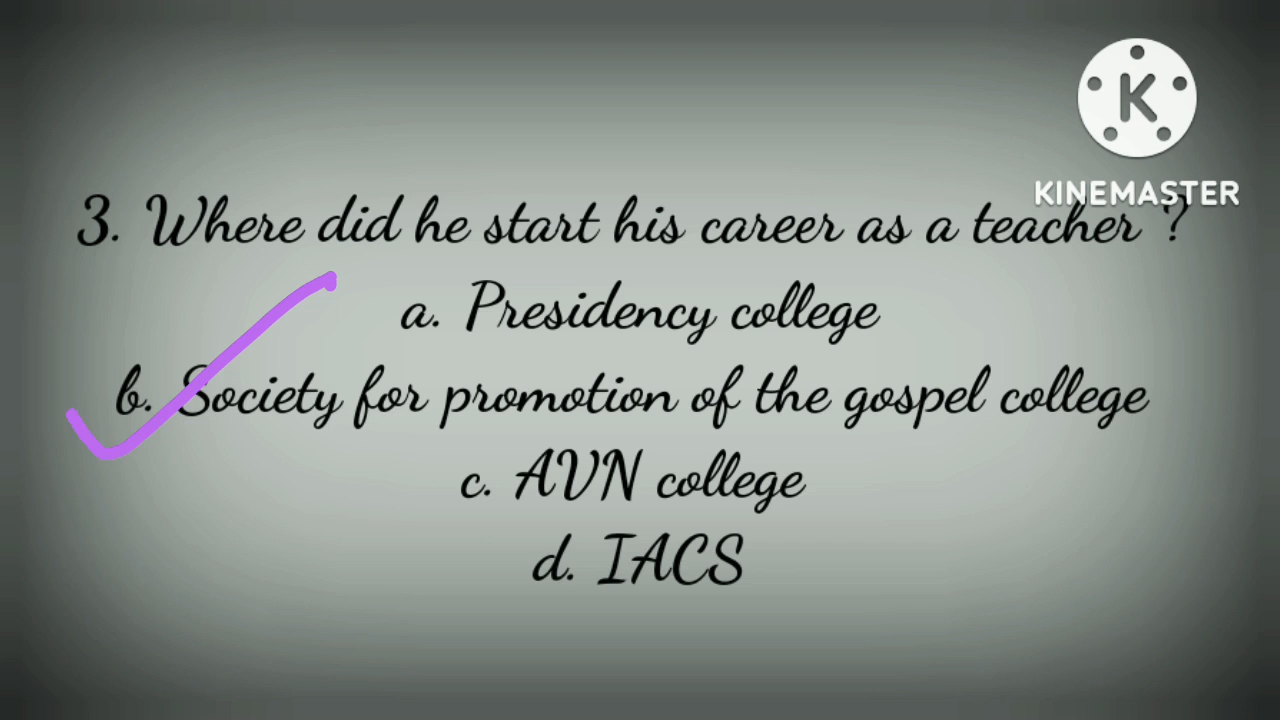 K
KINEMASTER
3. Where did he start his career as a teacher ?
a. Presidency college
b. Society for promotion of the gospel college
c. AVN college
d. IACS